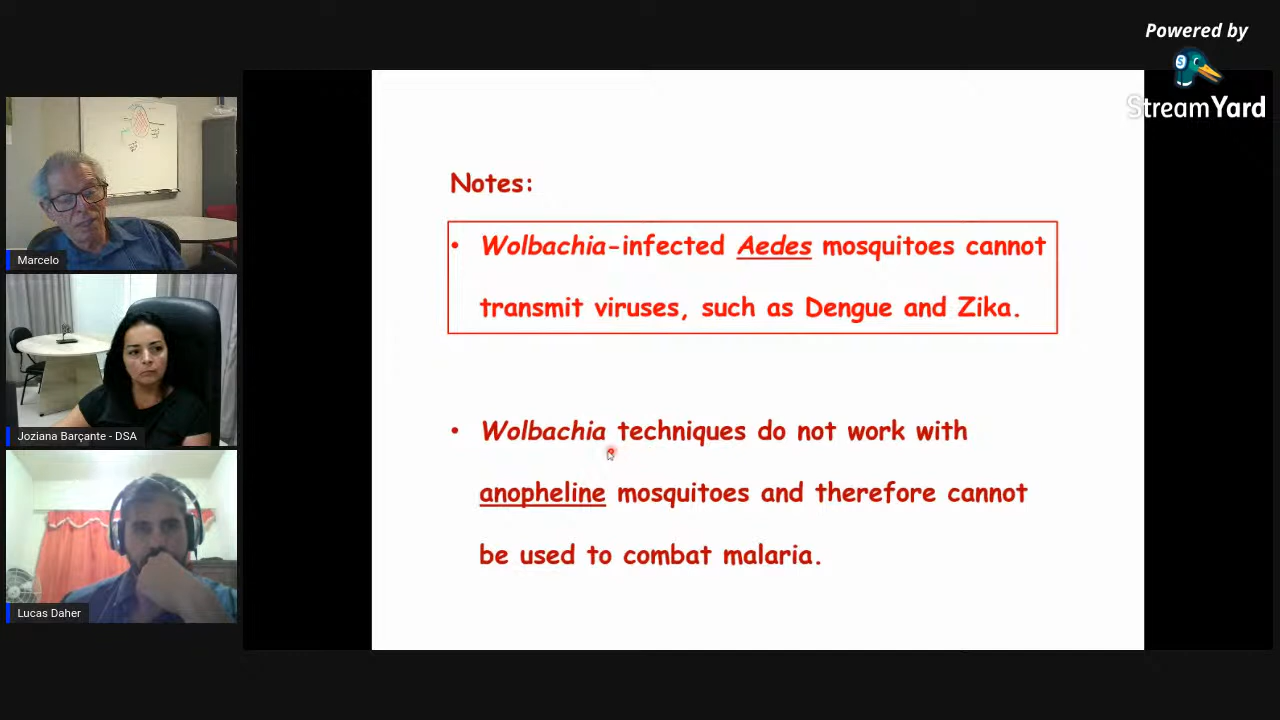 Powered by
StreamYard
Marcelo
Joziana Barçante - DSA
Lucas Daher
Notes:
• Wolbachia-infected Aedes mosquitoes cannot
transmit viruses, such as Dengue and Zika.
• Wolbachia techniques do not work with
anopheline mosquitoes and therefore cannot
be used to combat malaria.